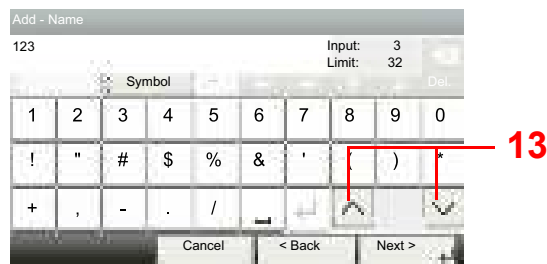 Add - Name
123 Input: 3
Limit: 32
Symbol Del.
1 2 3 4 5 6 7 8 9 0
! " # $ % & ' ( ) *
+ , - . / _
13
Cancel < Back Next >